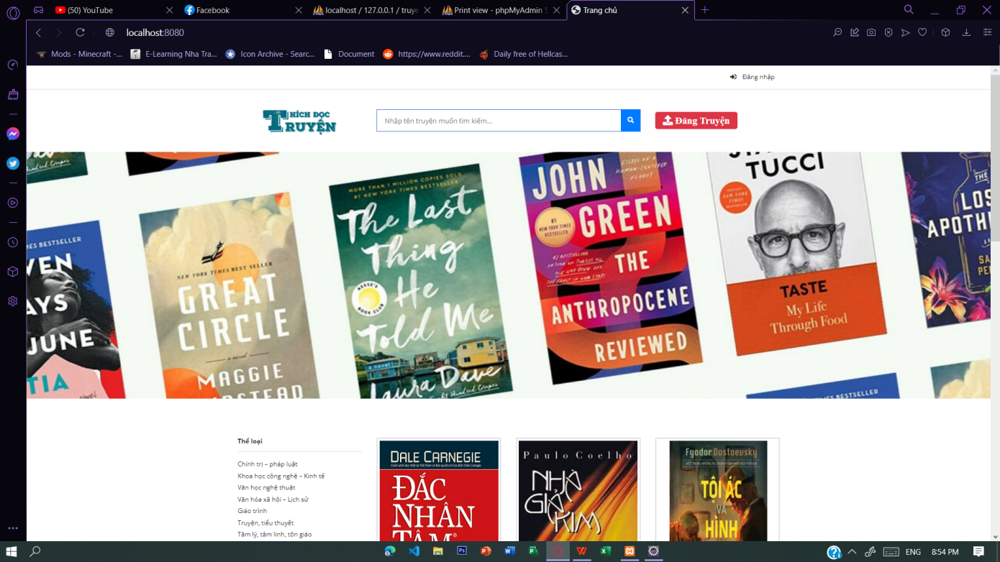 (50) YouTube
Facebook
localhost / 127.0.0.1 / truye
Print view - phpMyAdmin
Trang chủ
localhost:8080
Mods - Minecraft -...
E-Learning Nha Tra...
Icon Archive - Searc...
Document
https://www.reddit....
Daily free of Hellcas...
Đăng nhập
THÍCH ĐỌC
TRUYỆN
Nhập tên truyện muốn tìm kiếm...
Đăng Truyện
MORE THAN 1 MILLION COPIES SOLD
#1 NEW YORK TIMES BESTSELLER
The Last
Thing
He
Told Me
REESE'S
BOOK CLUB
a novel
Laura Dave
NEW YORK TIMES BEST SELLER
GREAT
CIRCLE
a novel
MAGGIE
JOHN
GREEN
ESSAYS ON A
HUMAN-CENTERED
PLANET
#1
NEW YORK TIMES
BESTSELLER
THE
ANTHROPOCENE
REVIEWED
TUCCI
TASTE
My Life
Through Food
THE
LOS
APOTH
BESTSELLER
VEN
AYS
JUNE
TIA
Novel
TIMES BESTSELLER
Thể loại
Chính trị – pháp luật
Khoa học công nghệ – Kinh tế
Văn học nghệ thuật
Văn hóa xã hội – Lịch sử
Giáo trình
Truyện, tiểu thuyết
Tâm lý, tâm linh, tôn giáo
DALE CARNEGIE
ĐẮC
NHÂN
TÂM
Paulo Coelho
NHÀ
GIẢ
KIM
Fyodor Dostoevsky
TỘI ÁC
VÀ
HÌNH
ENG
8:54 PM